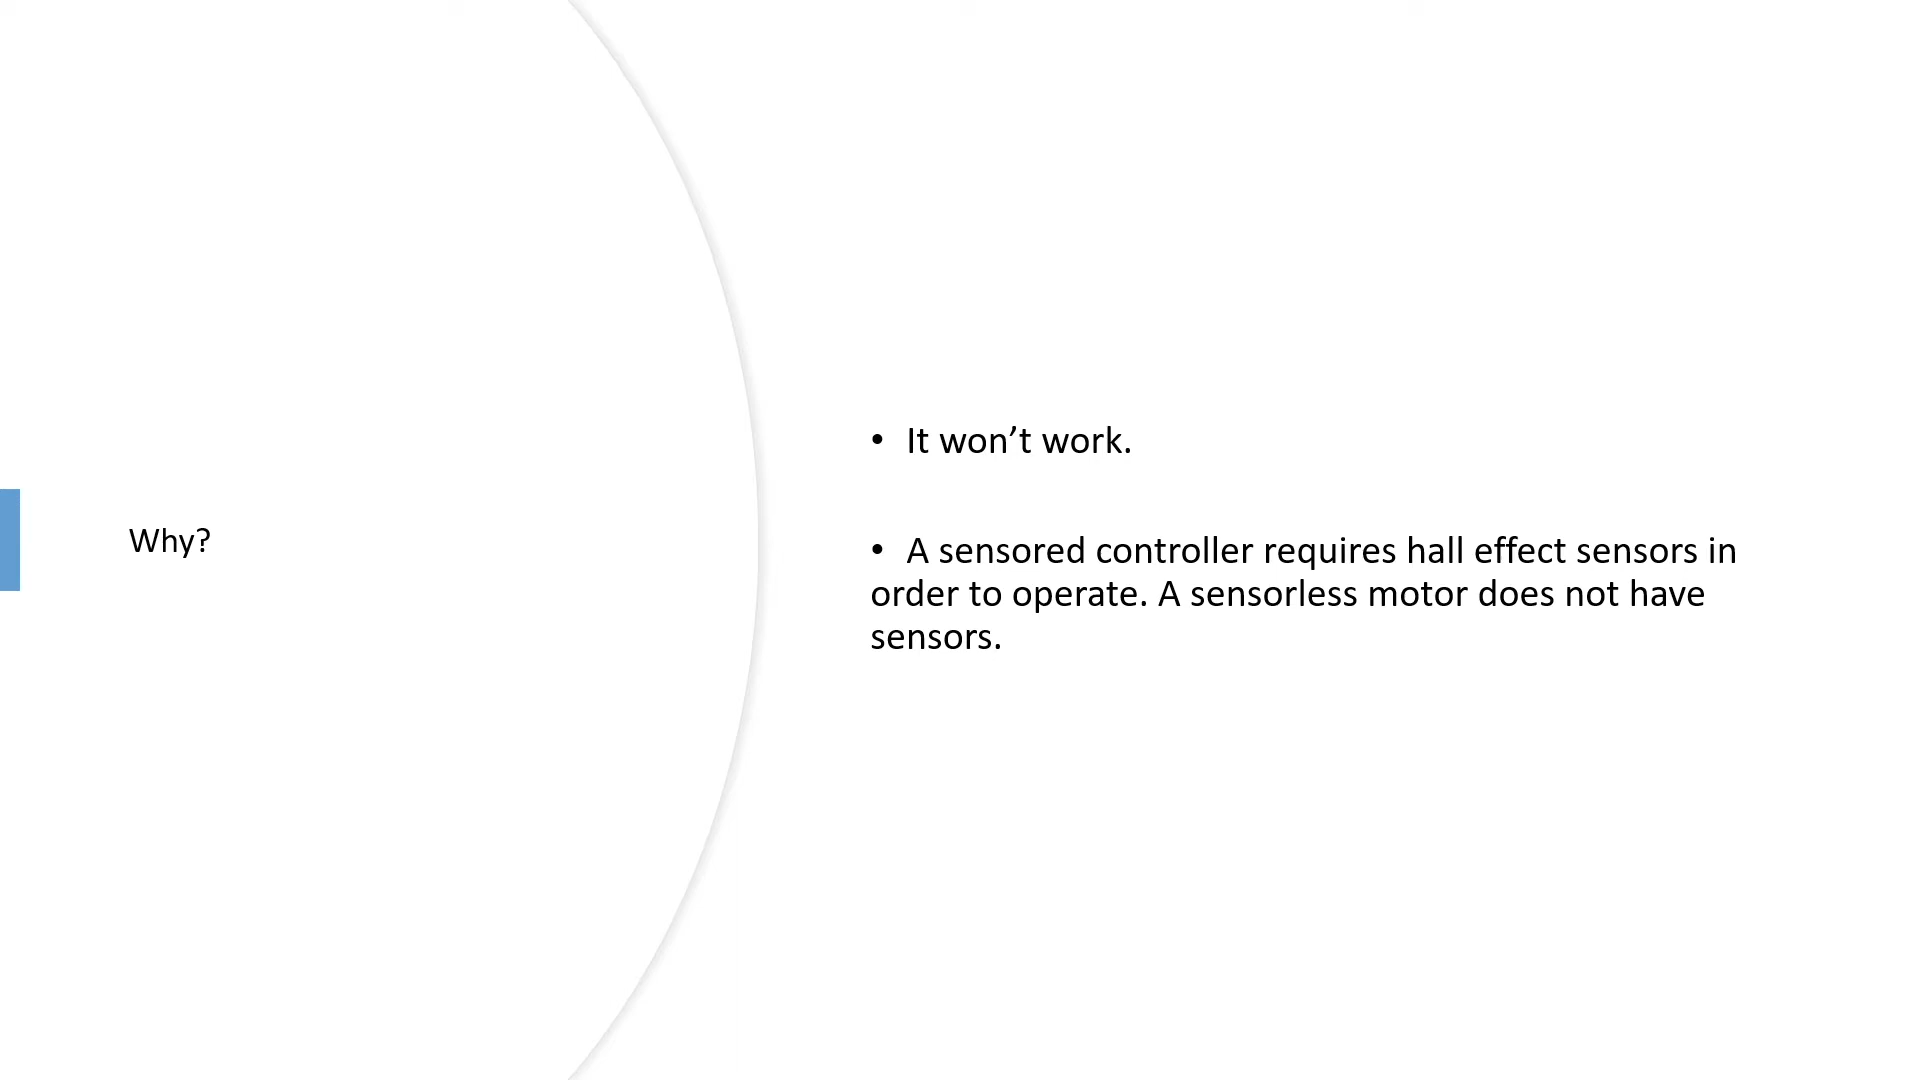 Why?
• It won’t work.
• A sensored controller requires hall effect sensors in
order to operate. A sensorless motor does not have
sensors.